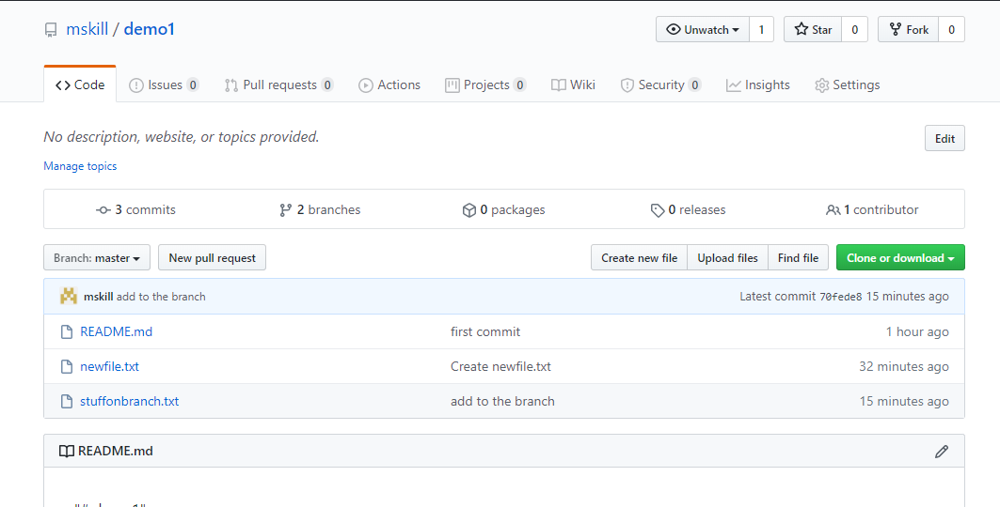 mskill / demo1
Unwatch 1 Star 0 Fork 0
Code Issues 0 Pull requests 0 Actions Projects 0 Wiki Security 0 Insights Settings
No description, website, or topics provided.
Edit
Manage topics
3 commits 2 branches 0 packages 0 releases 1 contributor
Branch: master New pull request Create new file Upload files Find file Clone or download
mskill add to the branch Latest commit 70fede8 15 minutes ago
README.md first commit 1 hour ago
newfile.txt Create newfile.txt 32 minutes ago
stuffonbranch.txt add to the branch 15 minutes ago
README.md